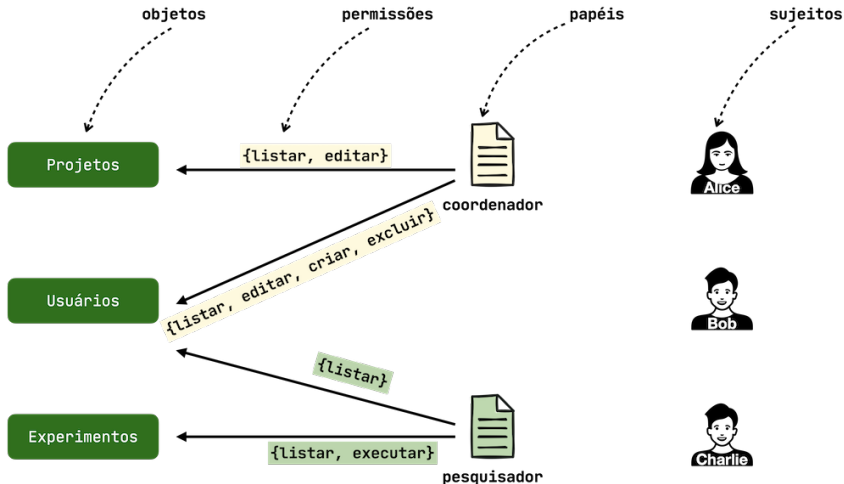 objetos
permissões
papéis
sujeitos
Projetos
{listar, editar}
Alice
coordenador
{listar, editar, criar, excluir}
Usuários
Bob
{listar}
Experimentos
{listar, executar}
Charlie
pesquisador